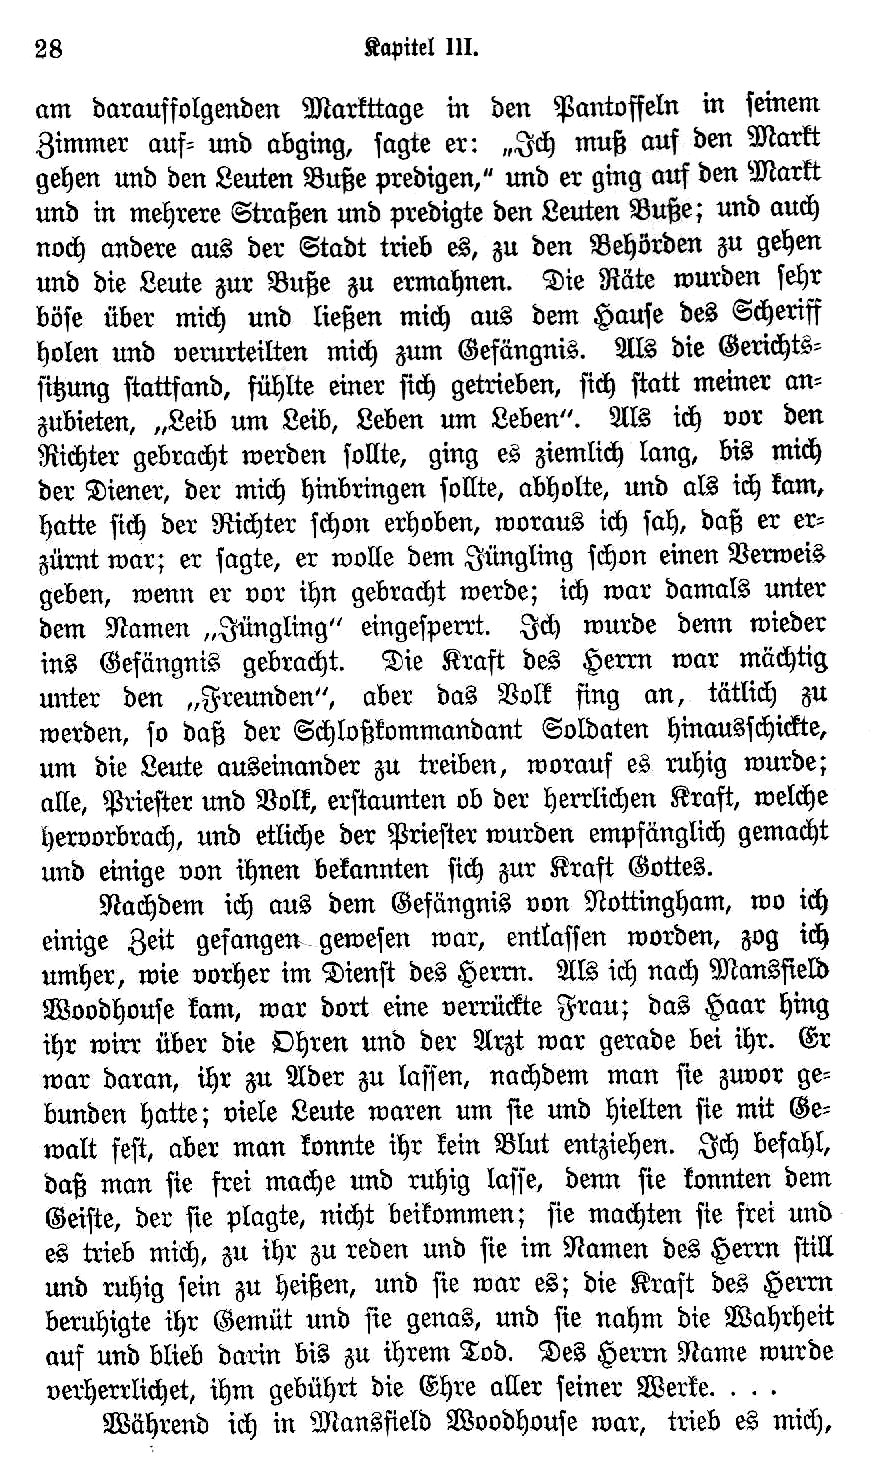 28 Kapitel III.
am darauffolgenden Markttage in den Pantoffeln in seinem
Zimmer auf- und abging, sagte er: „Ich muß auf den Markt
gehen und den Leuten Buße predigen,“ und er ging auf den Markt
und in mehrere Straßen und predigte den Leuten Buße; und auch
noch andere aus der Stadt trieb es, zu den Behörden zu gehen
und die Leute zur Buße zu ermahnen. Die Räte wurden sehr
böse über mich und ließen mich aus dem Hause des Scheriff
holen und verurteilten mich zum Gefängnis. Als die Gerichts-
sitzung stattfand, fühlte einer sich getrieben, sich statt meiner an-
zubieten, „Leib um Leib, Leben um Leben“. Als ich vor den
Richter gebracht werden sollte, ging es ziemlich lang, bis mich
der Diener, der mich hinbringen sollte, abholte, und als ich kam,
hatte sich der Richter schon erhoben, woraus ich sah, daß er er-
zürnt war; er sagte, er wolle dem Jüngling schon einen Verweis
geben, wenn er vor ihn gebracht werde; ich war damals unter
dem Namen „Jüngling“ eingesperrt. Ich wurde denn wieder
ins Gefängnis gebracht. Die Kraft des Herrn war mächtig
unter den „Freunden“, aber das Volk fing an, tätlich zu
werden, so daß der Schloßkommandant Soldaten hinausschickte,
um die Leute auseinander zu treiben, worauf es ruhig wurde;
alle, Priester und Volk, erstaunten ob der herrlichen Kraft, welche
hervorbrach, und etliche der Priester wurden empfänglich gemacht
und einige von ihnen bekannten sich zur Kraft Gottes.
Nachdem ich aus dem Gefängnis von Nottingham, wo ich
einige Zeit gefangen gewesen war, entlassen worden, zog ich
umher, wie vorher im Dienst des Herrn. Als ich nach Mansfield
Woodhouse kam, war dort eine verrückte Frau; das Haar hing
ihr wirr über die Ohren und der Arzt war gerade bei ihr. Er
war daran, ihr zu Ader zu lassen, nachdem man sie zuvor ge-
bunden hatte; viele Leute waren um sie und hielten sie mit Ge-
walt fest, aber man konnte ihr kein Blut entziehen. Ich befahl,
daß man sie frei mache und ruhig lasse, denn sie konnten dem
Geiste, der sie plagte, nicht beikommen; sie machten sie frei und
es trieb mich, zu ihr zu reden und sie im Namen des Herrn still
und ruhig sein zu heißen, und sie war es; die Kraft des Herrn
beruhigte ihr Gemüt und sie genas, und sie nahm die Wahrheit
auf und blieb darin bis zu ihrem Tod. Des Herrn Name wurde
verherrlichet, ihm gebührt die Ehre aller seiner Werke. . . .
Während ich in Mansfield Woodhouse war, trieb es mich,